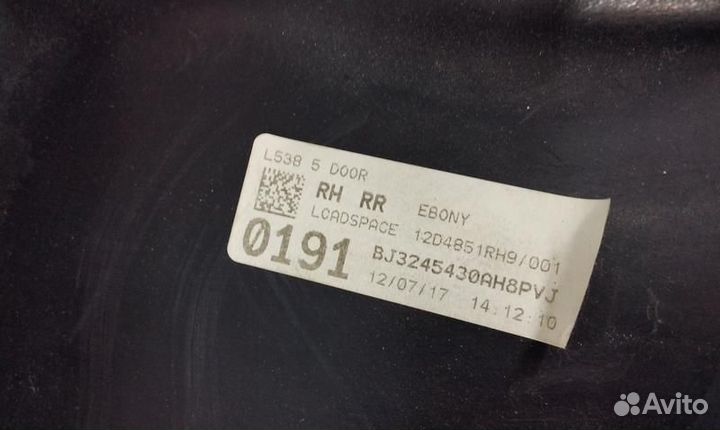 L538 5 DOOR
RH RR EBONY
LOADSPACE 12D4851RH9/001
0191 BJ3245430AH8PVJ
12/07/17 14:12:10
Avito